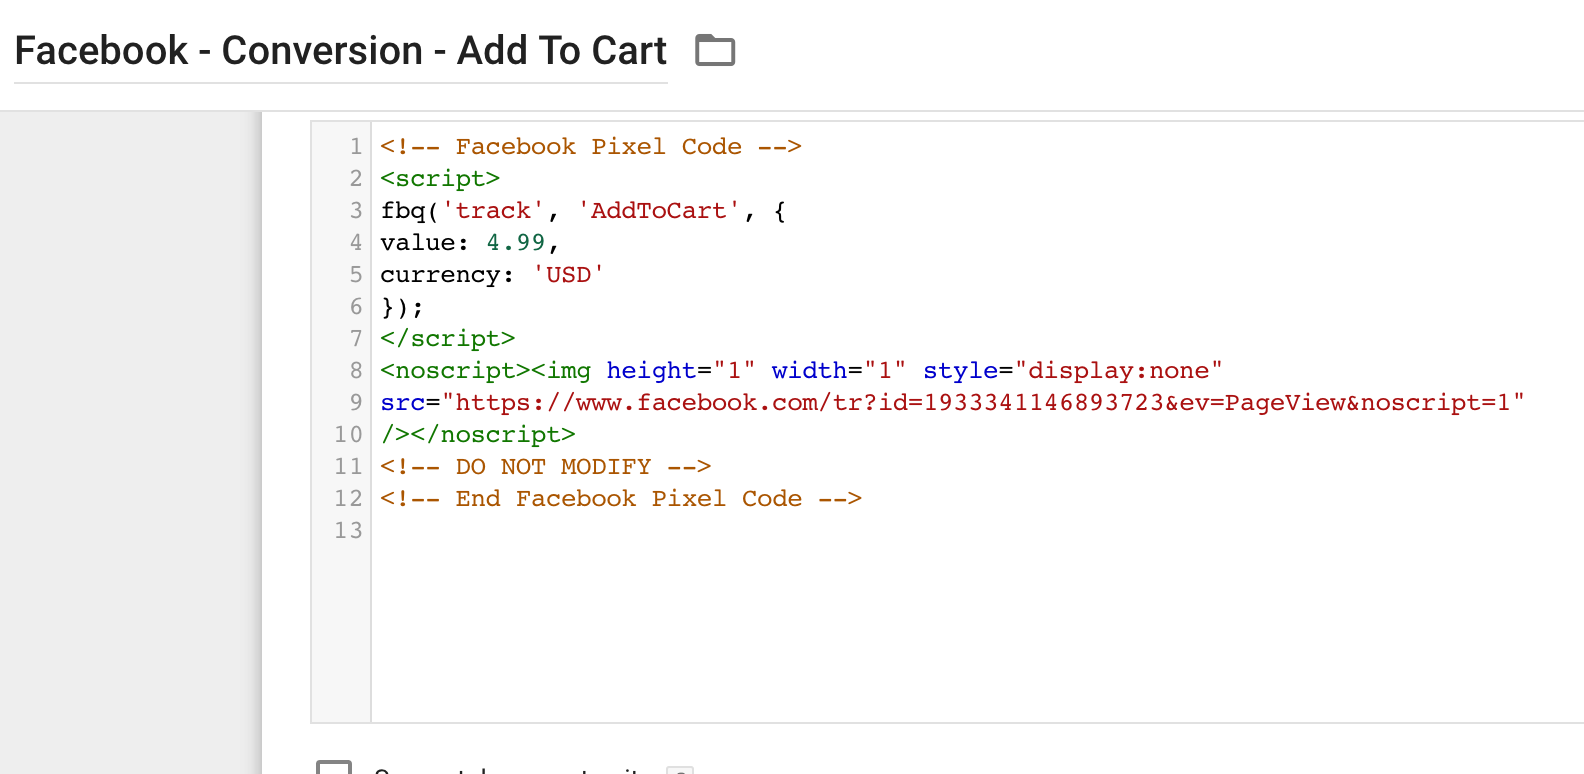 Facebook - Conversion - Add To Cart
1 <!-- Facebook Pixel Code -->
2 <script>
3 fbq('track', 'AddToCart', {
4 value: 4.99,
5 currency: 'USD'
6 });
7 </script>
8 <noscript><img height="1" width="1" style="display:none"
9 src="https://www.facebook.com/tr?id=1933341146893723&ev=PageView&noscript=1"
10 /></noscript>
11 <!-- DO NOT MODIFY -->
12 <!-- End Facebook Pixel Code -->
13